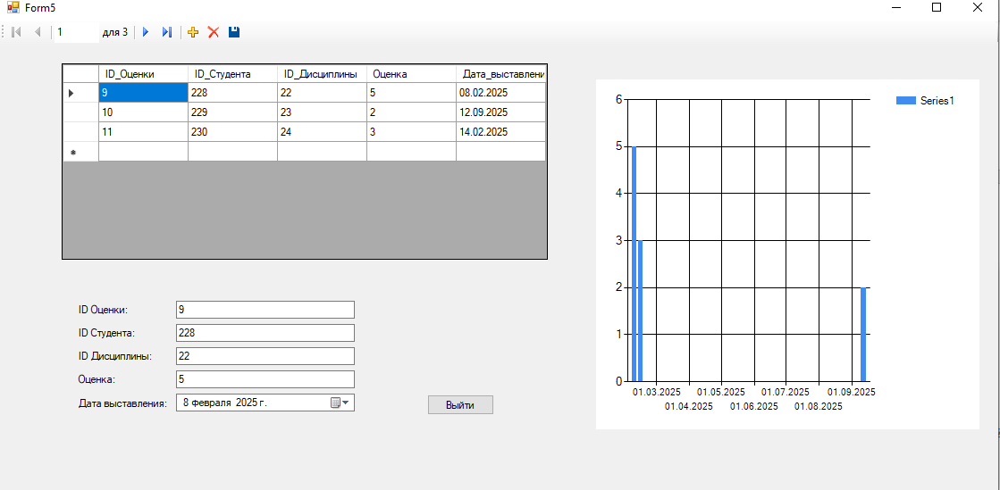 Form5
1 для 3
ID_Оценки ID_Студента ID_Дисциплины Оценка Дата_выставлени
9 228 22 5 08.02.2025
10 229 23 2 12.09.2025
11 230 24 3 14.02.2025
ID Оценки: 9
ID Студента: 228
ID Дисциплины: 22
Оценка: 5
Дата выставления: 8 февраля 2025 г.
Выйти
Series1
6
5
4
3
2
1
0
01.03.2025 01.05.2025 01.07.2025 01.09.2025
01.04.2025 01.06.2025 01.08.2025